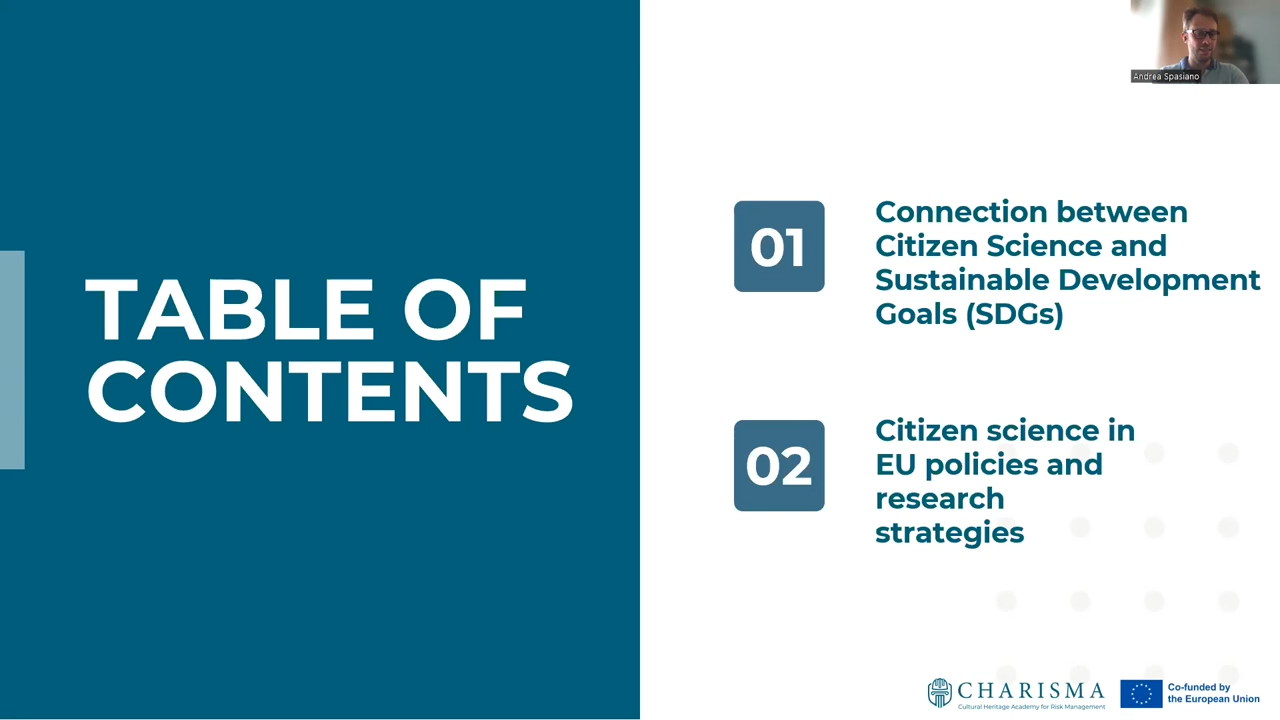 Andrea Spasiano
TABLE OF
CONTENTS
01
Connection between
Citizen Science and
Sustainable Development
Goals (SDGs)
02
Citizen science in
EU policies and
research
strategies
CHARISMA
Cultural Heritage Academy for Risk Management
Co-funded by
the European Union